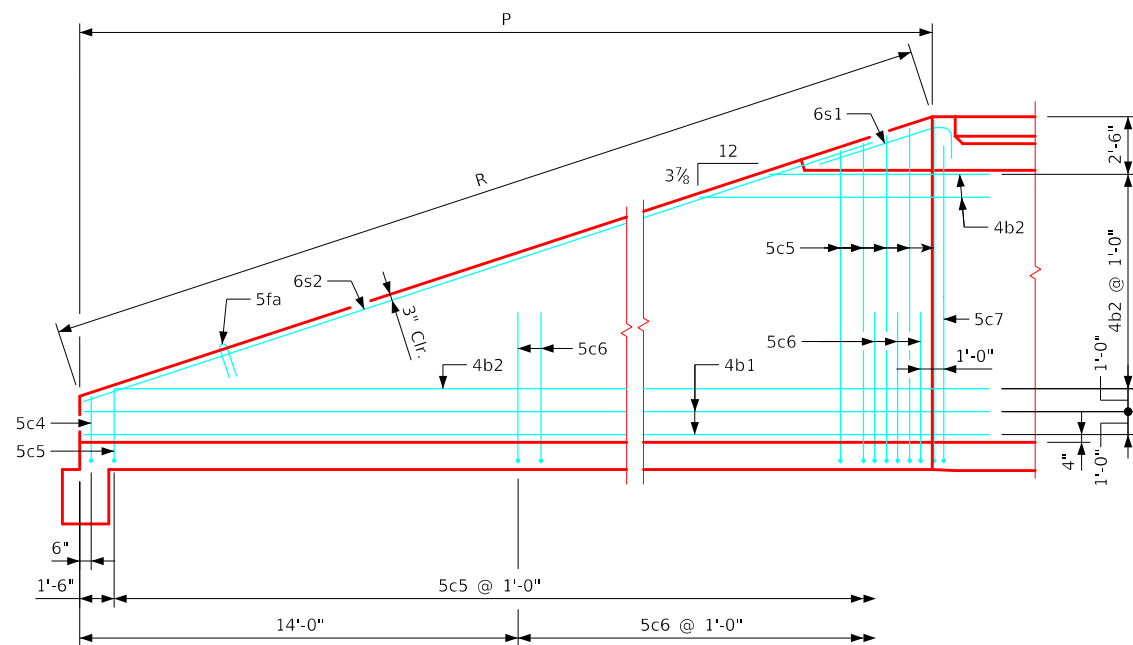 P
R
6s1
12
3⅞
2'-6"
4b2
4b2 @ 1'-0"
5c5
6s2
5fa
3" Clr.
5c7
5c6
5c6
1'-0"
4b2
4b1
1'-0"
5c4
5c5
4"
1'-0"
6"
1'-6"
5c5 @ 1'-0"
14'-0"
5c6 @ 1'-0"